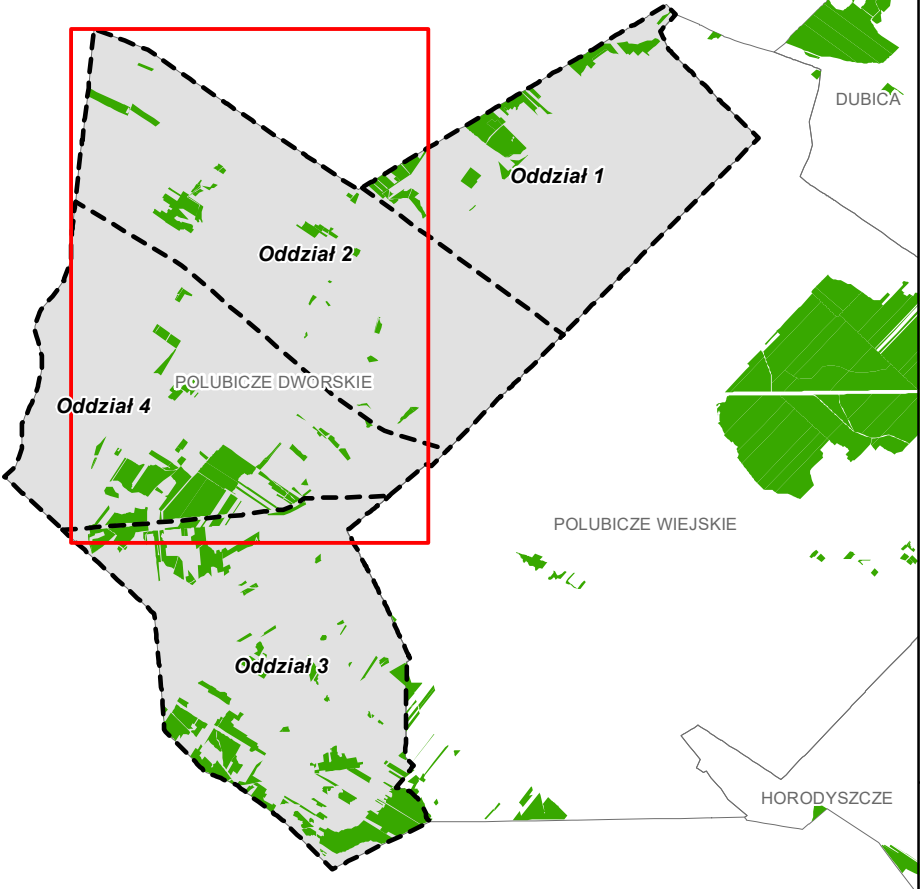 DUBICA
Oddział 1
Oddział 2
POLUBICZE DWORSKIE
Oddział 4
POLUBICZE WIEJSKIE
Oddział 3
HORODYSZCZE